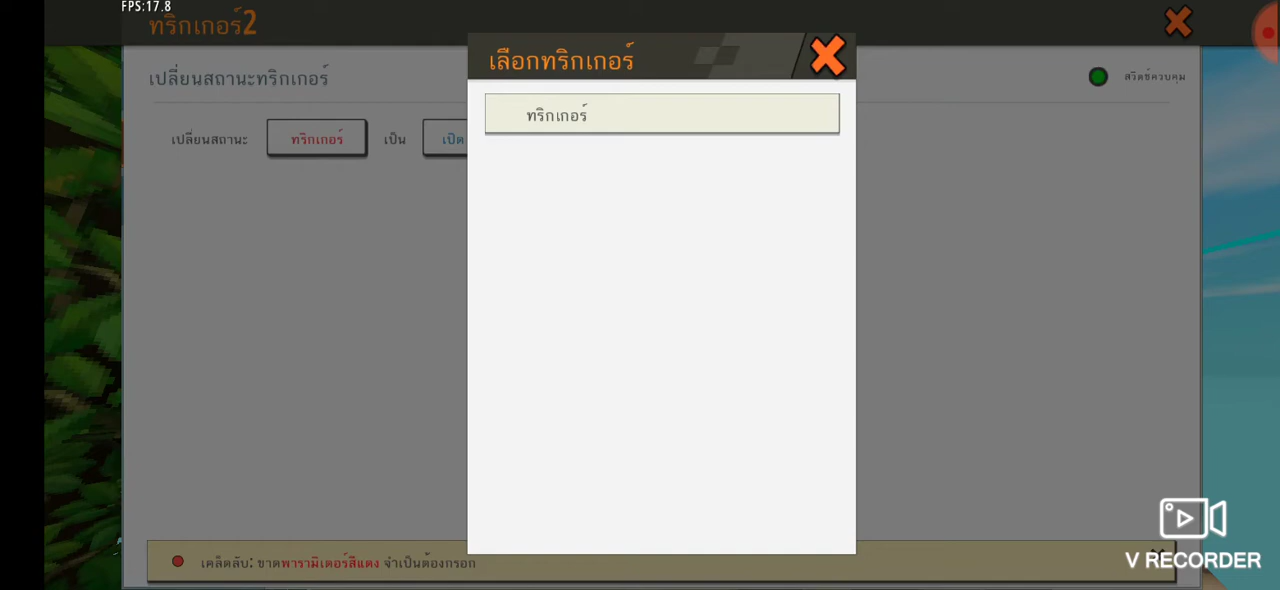 FPS:17.8
ทริกเกอร์2
เลือกทริกเกอร์
เปลี่ยนสถานะทริกเกอร์
สวิตช์ควบคุม
ทริกเกอร์
เปลี่ยนสถานะ ทริกเกอร์ เป็น เปิด
เคล็ดลับ: ขาดพารามิเตอร์สีแดง จำเป็นต้องกรอก
V RECORDER